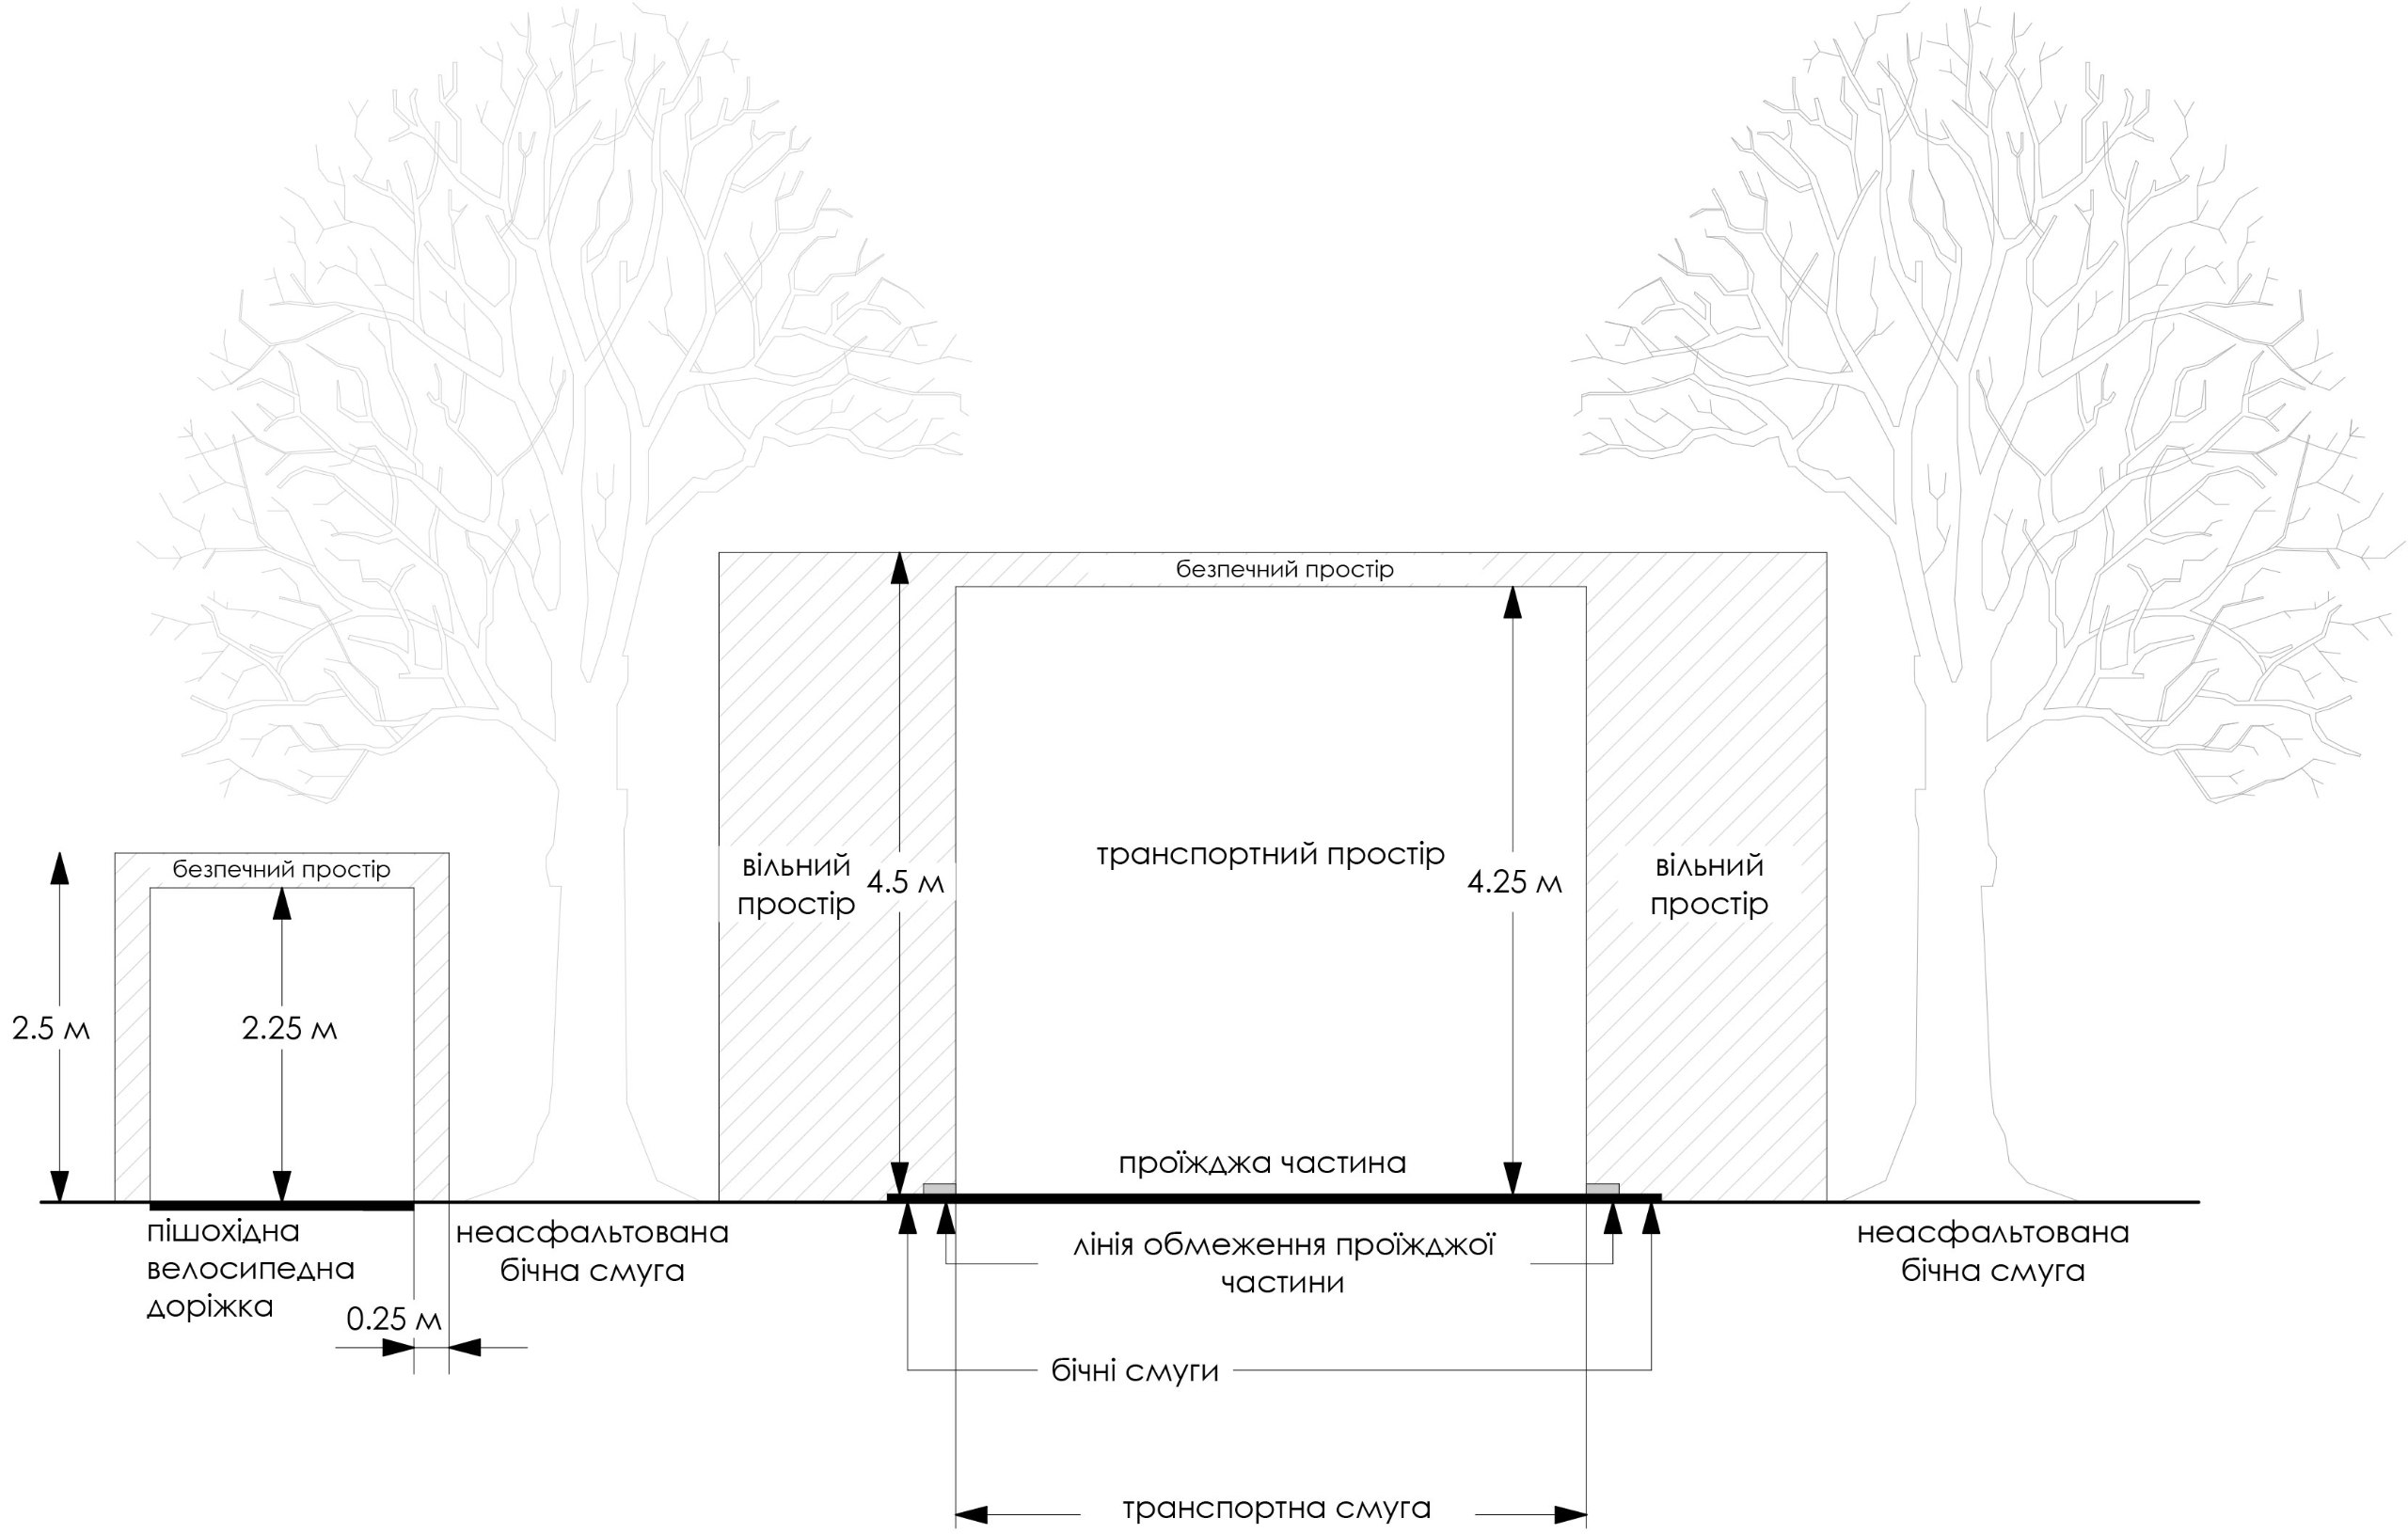 безпечний простір
транспортний простір
вільний
простір
4.5 м
4.25 м
вільний
простір
безпечний простір
2.5 м
2.25 м
проїжджа частина
пішохідна
велосипедна
доріжка
0.25 м
неасфальтована
бічна смуга
лінія обмеження проїжджої
частини
неасфальтована
бічна смуга
бічні смуги
транспортна смуга